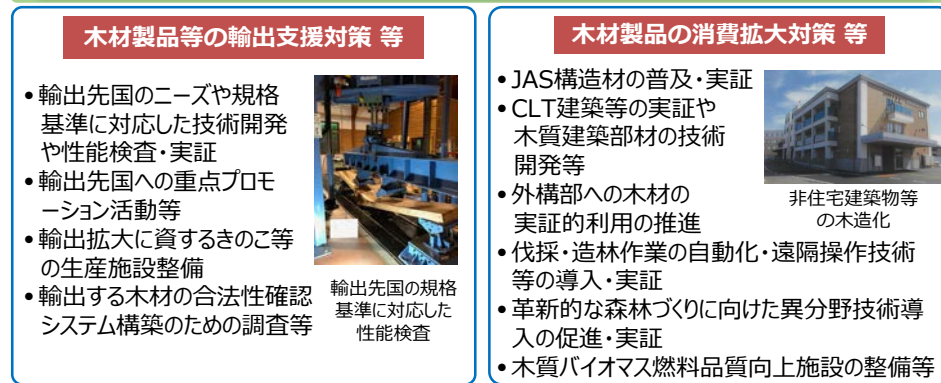 木材製品等の輸出支援対策 等
•輸出先国のニーズや規格
基準に対応した技術開発
や性能検査・実証
•輸出先国への重点プロモ
ーション活動等
•輸出拡大に資するきのこ等
の生産施設整備
•輸出する木材の合法性確認
システム構築のための調査等
輸出先国の規格
基準に対応した
性能検査
木材製品の消費拡大対策 等
•JAS構造材の普及・実証
•CLT建築等の実証や
木質建築部材の技術
開発等
•外構部への木材の
実証的利用の推進
•伐採・造林作業の自動化・遠隔操作技術
等の導入・実証
•革新的な森林づくりに向けた異分野技術導
入の促進・実証
•木質バイオマス燃料品質向上施設の整備等
非住宅建築物等
の木造化